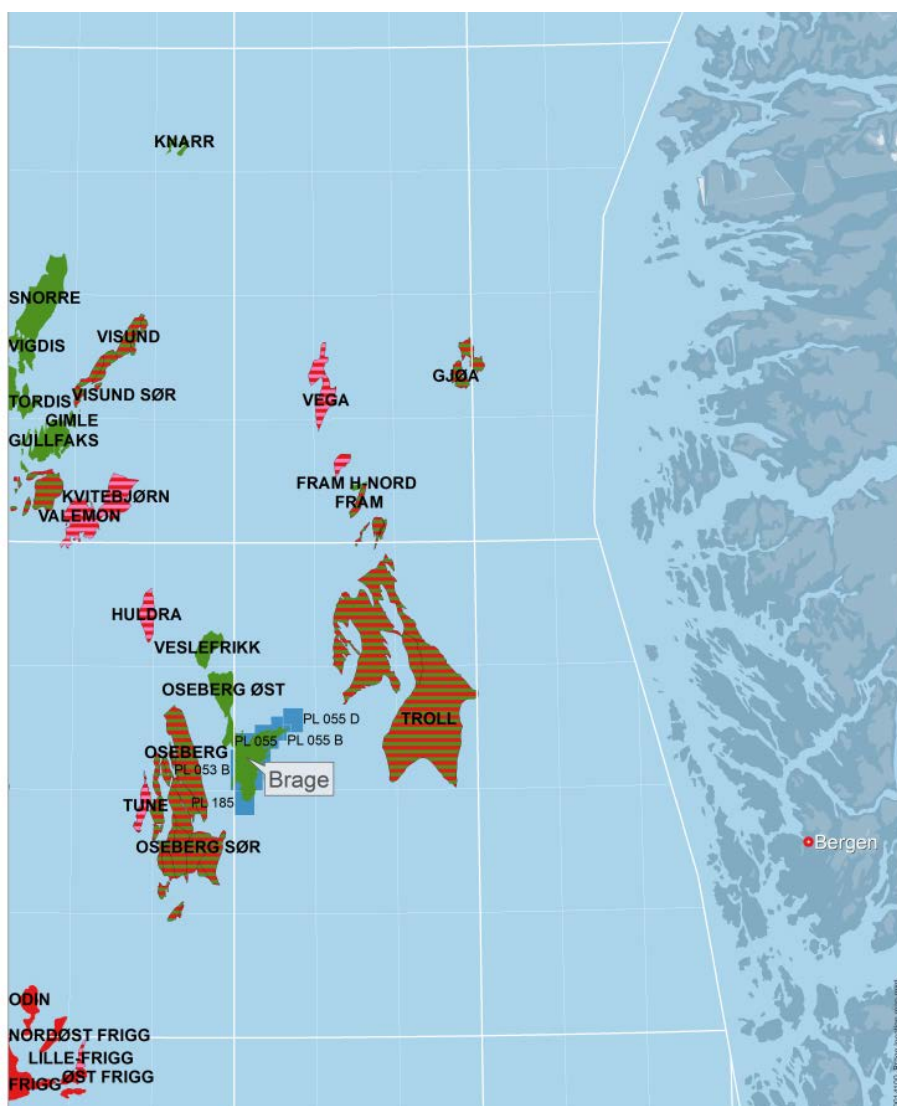 KNARR
SNORRE
VIGDIS
VISUND
TORDIS
VISUND SØR
GIMLE
GULLFAKS
VEGA
GJØA
KVITEBJØRN
VALEMON
FRAM H-NORD
FRAM
HULDRA
VESLEFRIKK
OSEBERG ØST
TROLL
PL 055 D
PL 055
PL 055 B
OSEBERG
PL 053 B
Brage
TUNE
PL 185
OSEBERG SØR
Bergen
ODIN
NORDØST FRIGG
LILLE-FRIGG
ØST FRIGG
FRIGG